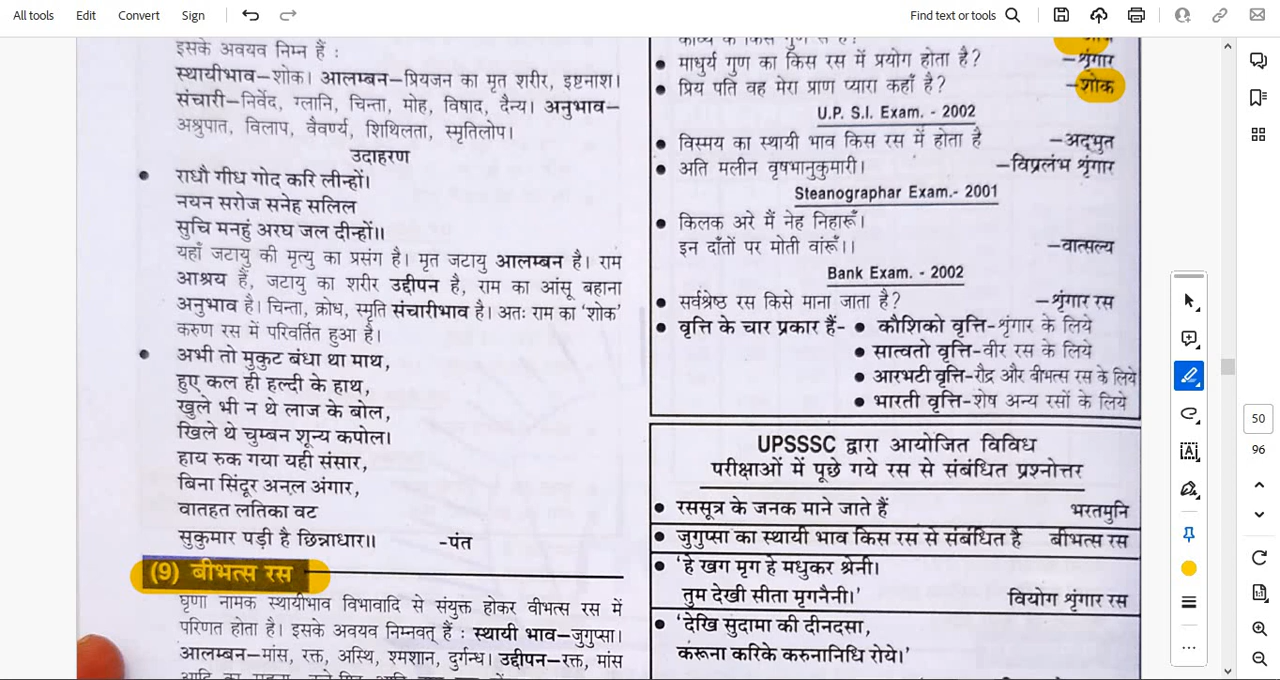 All tools Edit Convert Sign Find text or tools
इसके अवयव निम्न हैं :
स्थायीभाव–शोक। आलम्बन–प्रियजन का मृत शरीर, इष्टनाश।
संचारी–निर्वेद, ग्लानि, चिन्ता, मोह, विषाद, दैन्य। अनुभाव–
अश्रुपात, विलाप, वैवर्ण्य, शिथिलता, स्मृतिलोप।
उदाहरण
● राधौ गीध गोद करि लीन्हों।
नयन सरोज सनेह सलिल
सुचि मनहुं अरघ जल दीन्हों॥
यहाँ जटायु की मृत्यु का प्रसंग है। मृत जटायु आलम्बन है। राम
आश्रय हैं, जटायु का शरीर उद्दीपन है, राम का आंसू बहाना
अनुभाव है। चिन्ता, क्रोध, स्मृति संचारीभाव है। अतः राम का ‘शोक’
करुण रस में परिवर्तित हुआ है।
● अभी तो मुकुट बंधा था माथ,
हुए कल ही हल्दी के हाथ,
खुले भी न थे लाज के बोल,
खिले थे चुम्बन शून्य कपोल।
हाय रुक गया यही संसार,
बिना सिंदूर अनल अंगार,
वातहत लतिका वट
सुकुमार पड़ी है छिन्नाधार॥ -पंत
(9) बीभत्स रस
घृणा नामक स्थायीभाव विभावादि से संयुक्त होकर वीभत्स रस में
परिणत होता है। इसके अवयव निम्नवत् हैं : स्थायी भाव–जुगुप्सा।
आलम्बन–मांस, रक्त, अस्थि, श्मशान, दुर्गन्ध। उद्दीपन–रक्त, मांस
● माधुर्य गुण का किस रस में प्रयोग होता है? –श्रृंगार
● प्रिय पति वह मेरा प्राण प्यारा कहाँ है? –शोक
U.P. S.I. Exam. - 2002
● विस्मय का स्थायी भाव किस रस में होता है –अद्भुत
● अति मलीन वृषभानुकुमारी। –विप्रलंभ श्रृंगार
Steanographar Exam.- 2001
● किलक अरे मैं नेह निहारूँ।
इन दाँतों पर मोती वांरूँ।। –वात्सल्य
Bank Exam. - 2002
● सर्वश्रेष्ठ रस किसे माना जाता है? –श्रृंगार रस
● वृत्ति के चार प्रकार हैं- ● कौशिको वृत्ति–श्रृंगार के लिये
● सात्वतो वृत्ति–वीर रस के लिये
● आरभटी वृत्ति–रौद्र और बीभत्स रस के लिये
● भारती वृत्ति–शेष अन्य रसों के लिये
UPSSSC द्वारा आयोजित विविध
परीक्षाओं में पूछे गये रस से संबंधित प्रश्नोत्तर
● रससूत्र के जनक माने जाते हैं भरतमुनि
● जुगुप्सा का स्थायी भाव किस रस से संबंधित है बीभत्स रस
● ‘हे खग मृग हे मधुकर श्रेनी।
तुम देखी सीता मृगनैनी।’ वियोग श्रृंगार रस
● ‘देखि सुदामा की दीनदसा,
करूना करिके करुनानिधि रोये।’
50
96